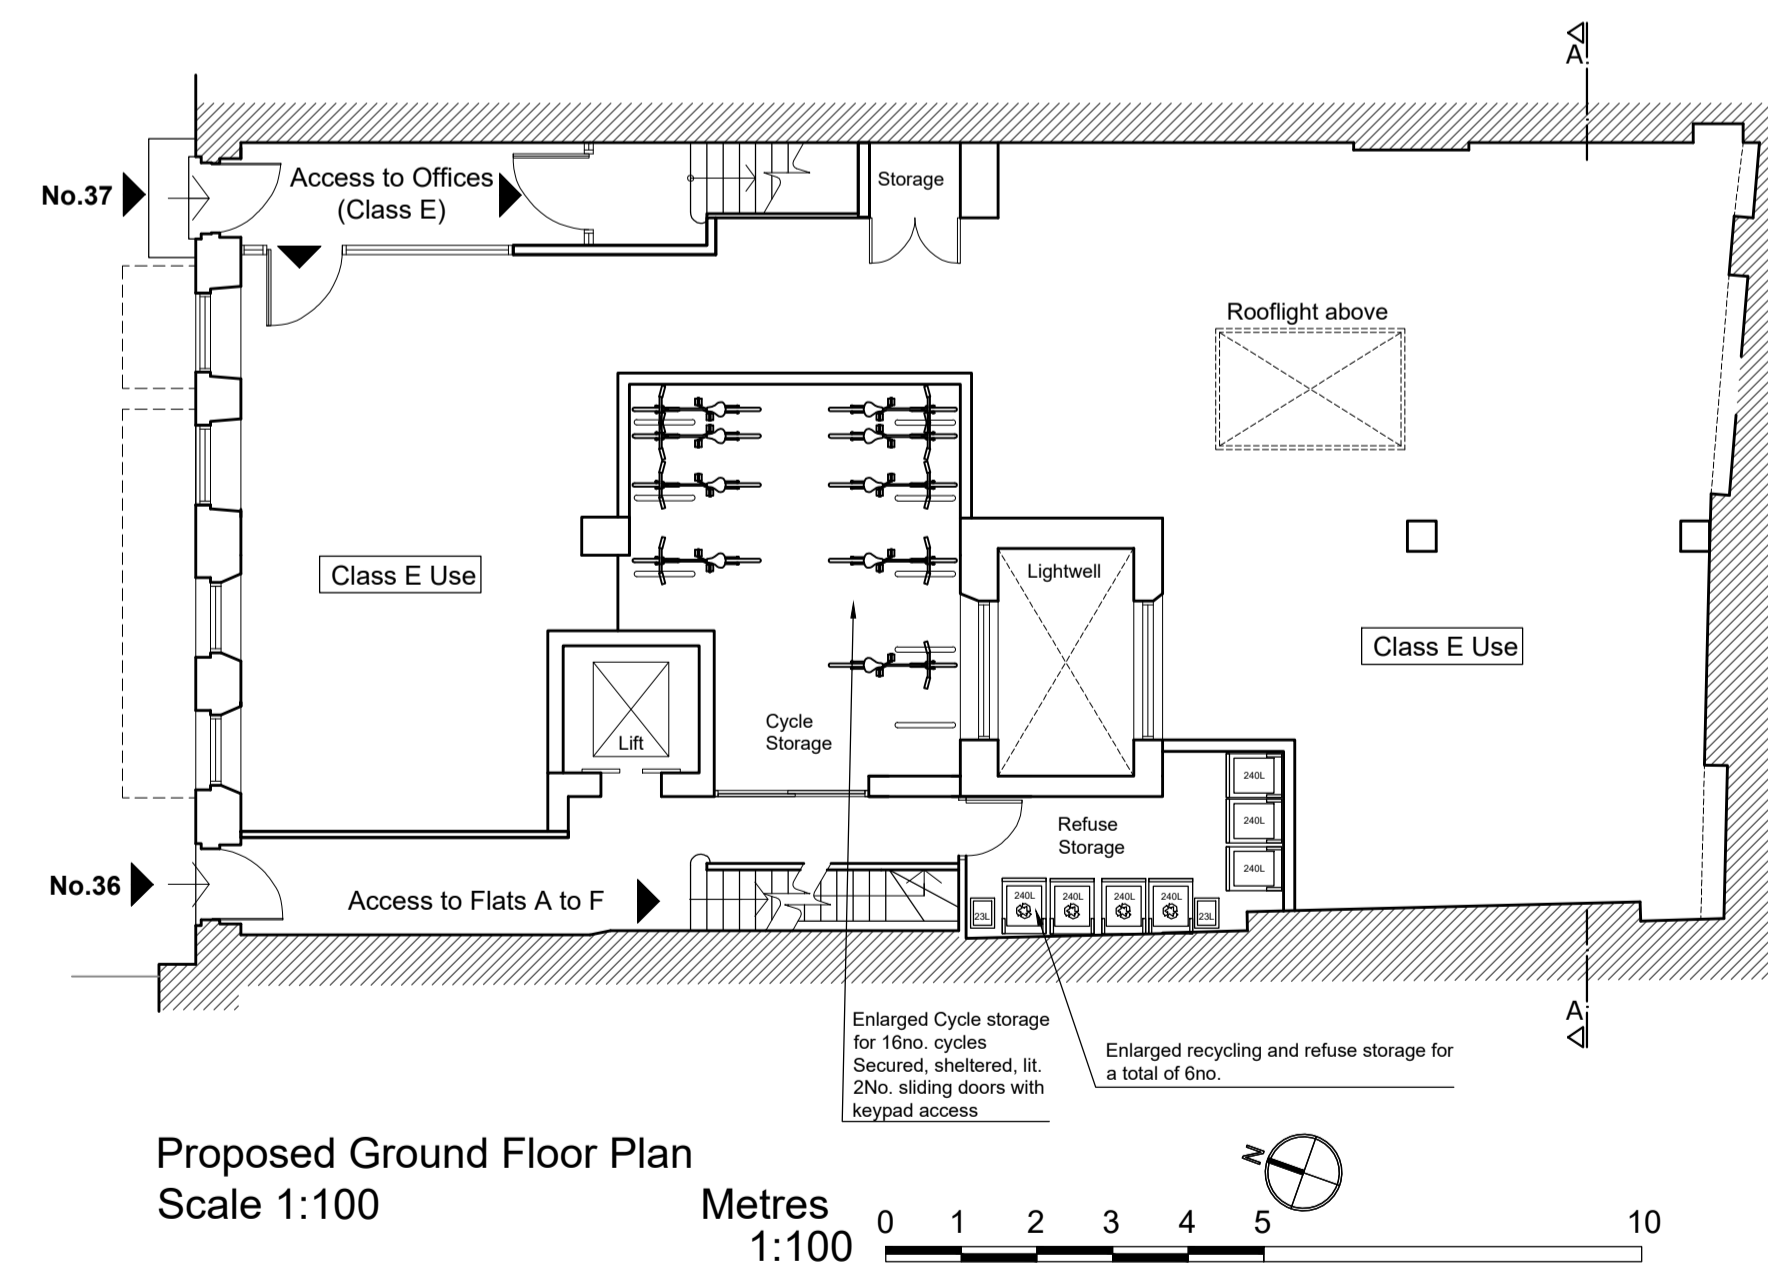 A
No.37
Access to Offices
(Class E)
Storage
Rooflight above
Class E Use
Lightwell
Class E Use
Lift
Cycle
Storage
240L
240L
240L
Refuse
Storage
No.36
Access to Flats A to F
23L
240L
240L
240L
240L
23L
A
Enlarged Cycle storage
for 16no. cycles
Secured, sheltered, lit.
2No. sliding doors with
keypad access
Enlarged recycling and refuse storage for
a total of 6no.
Proposed Ground Floor Plan
Scale 1:100
N
Metres
1:100
0 1 2 3 4 5 10